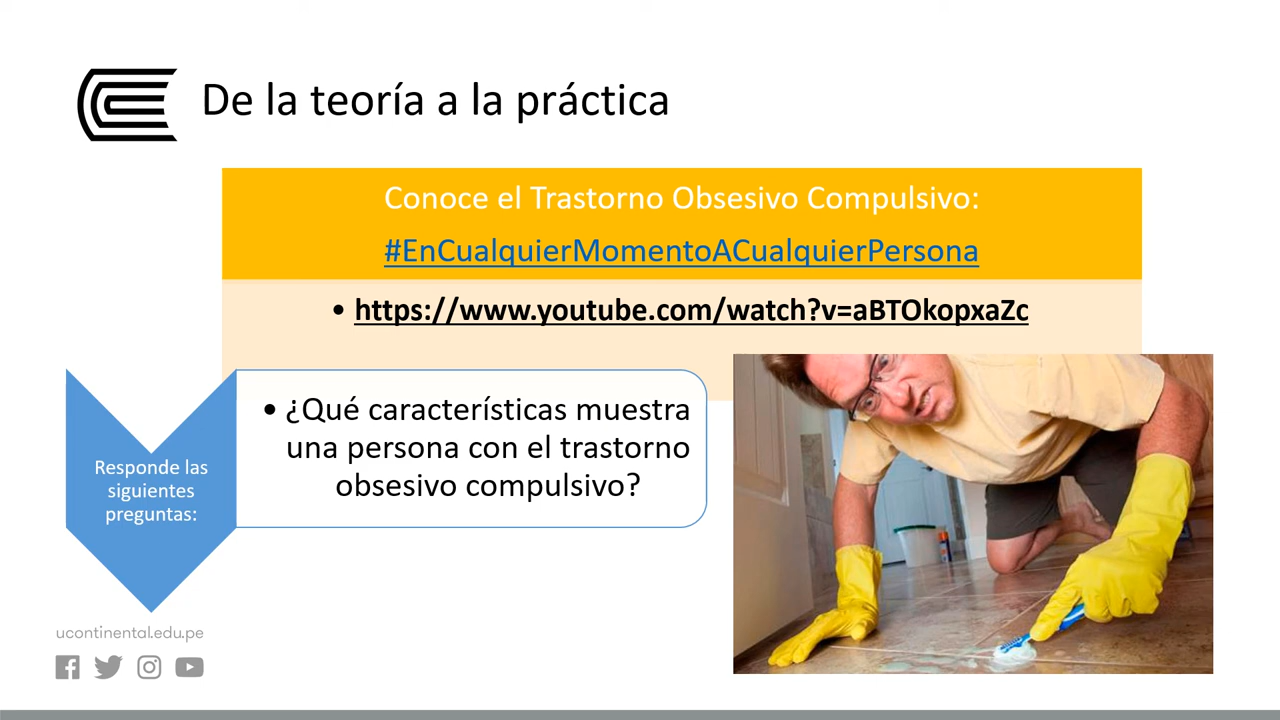 De la teoría a la práctica
Conoce el Trastorno Obsesivo Compulsivo:
#EnCualquierMomentoACualquierPersona
• https://www.youtube.com/watch?v=aBTOkopxaZc
Responde las
siguientes
preguntas:
• ¿Qué características muestra
una persona con el trastorno
obsesivo compulsivo?
ucontinental.edu.pe